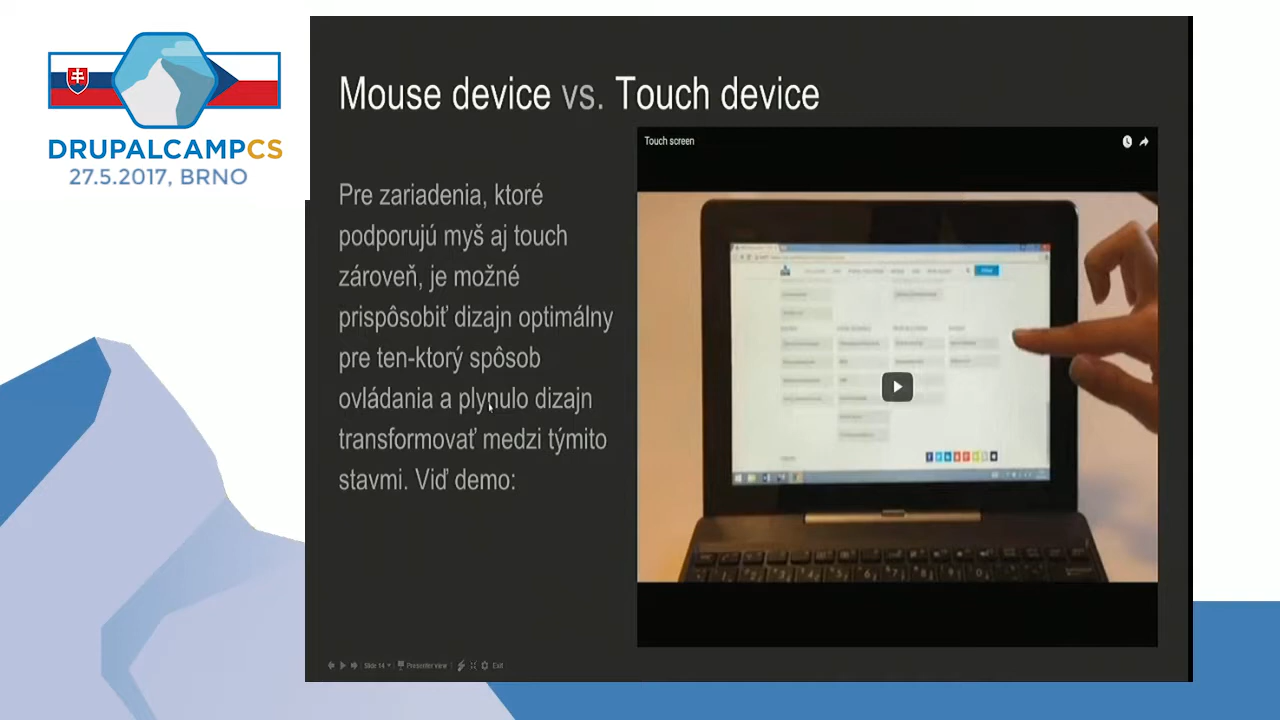 DRUPALCAMPCS
27.5.2017, BRNO
Mouse device vs. Touch device
Pre zariadenia, ktoré
podporujú myš aj touch
zároveň, je možné
prispôsobiť dizajn optimálny
pre ten-ktorý spôsob
ovládania a plynulo dizajn
transformovať medzi týmito
stavmi. Viď demo:
Touch screen
Slide 14
Presenter view
Exit